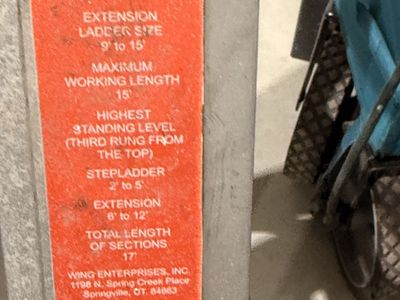 EXTENSION
LADDER SIZE
9' to 15'
MAXIMUM
WORKING LENGTH
15'
HIGHEST
STANDING LEVEL
(THIRD RUNG FROM
THE TOP)
STEPLADDER
2' to 5'
EXTENSION
6' to 12'
TOTAL LENGTH
OF SECTIONS
17'
WING ENTERPRISES, INC.
1198 N. Spring Creek Place
Springville, UT. 84663